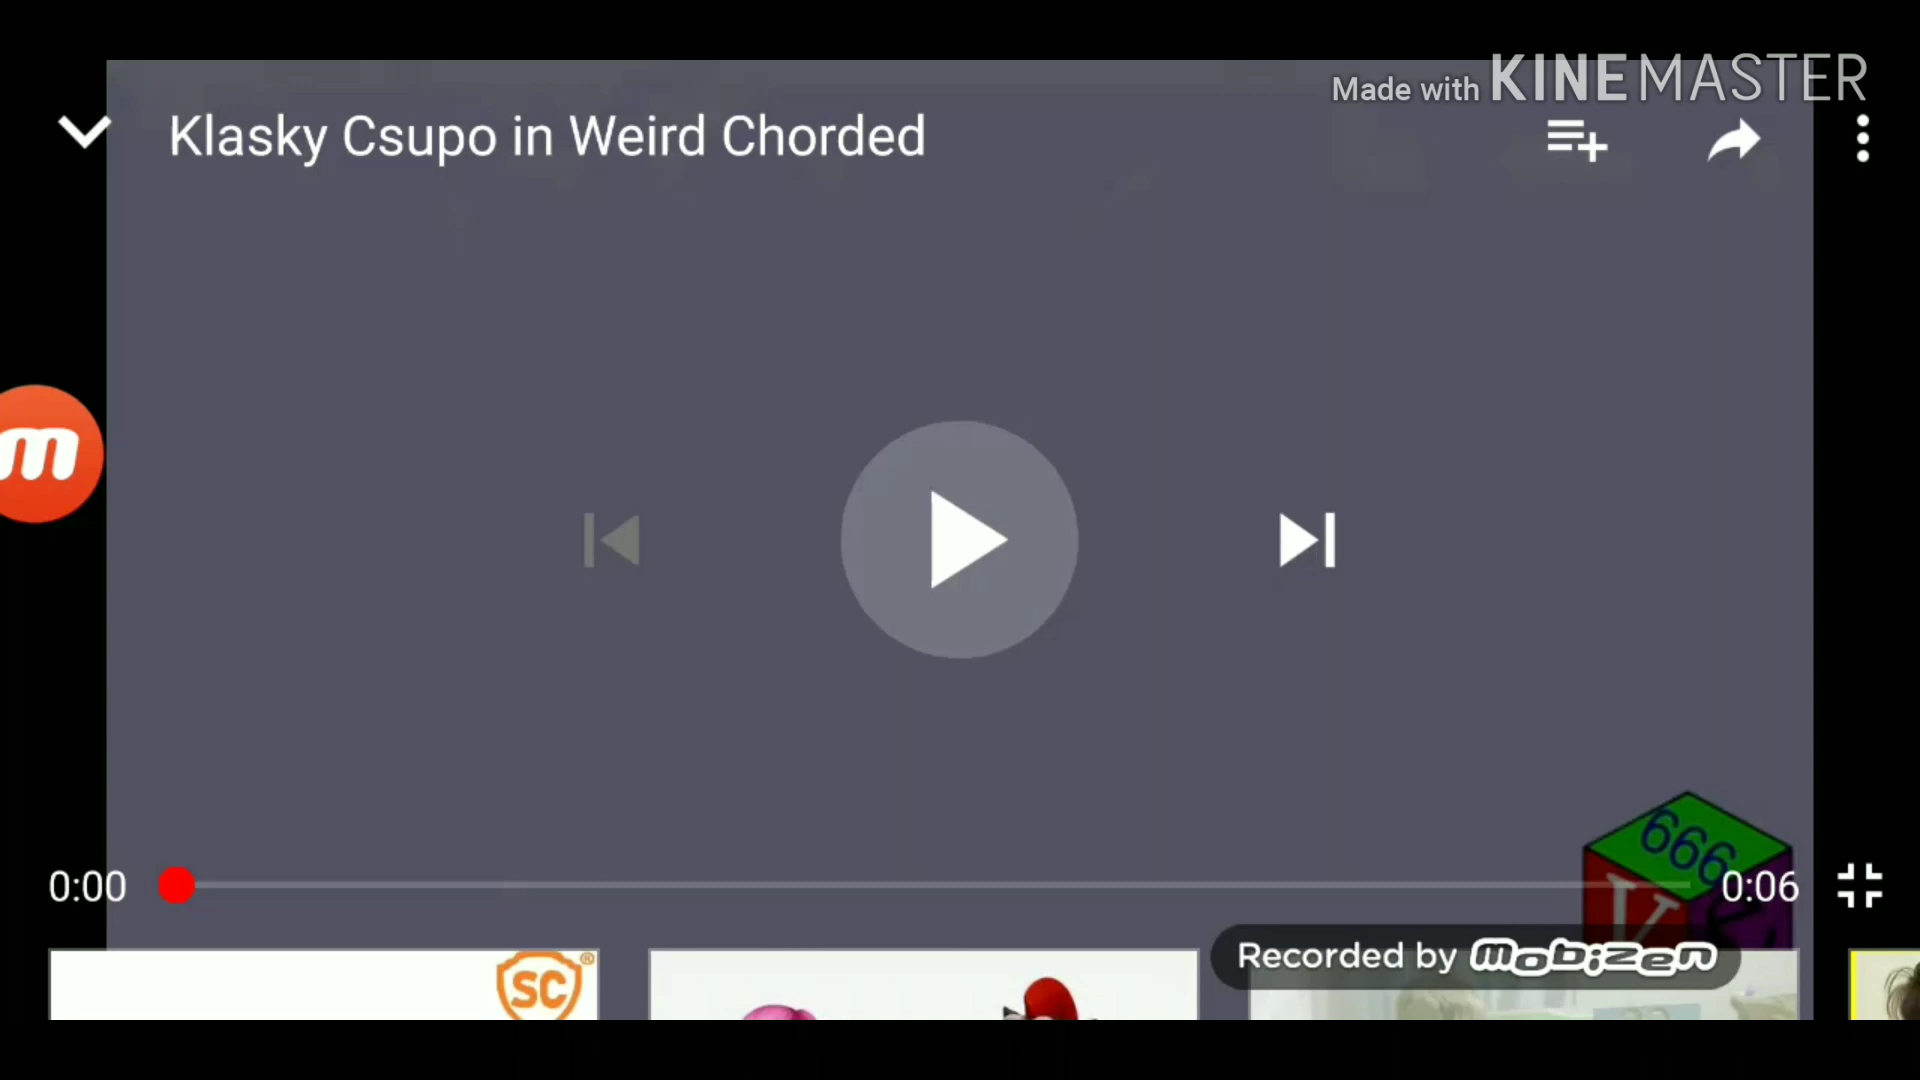 Made with KINEMASTER
Klasky Csupo in Weird Chorded
m
666
V
0:00
0:06
Recorded by mobizen
SC®